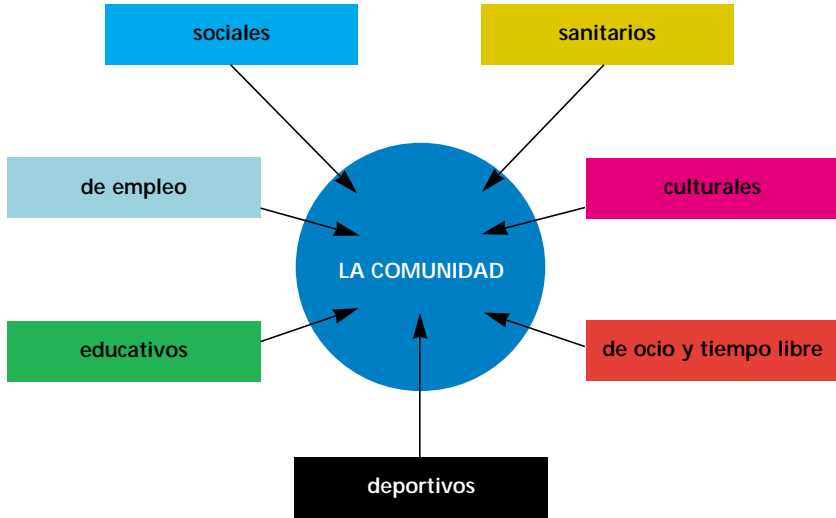 sociales
sanitarios
de empleo
culturales
LA COMUNIDAD
educativos
de ocio y tiempo libre
deportivos